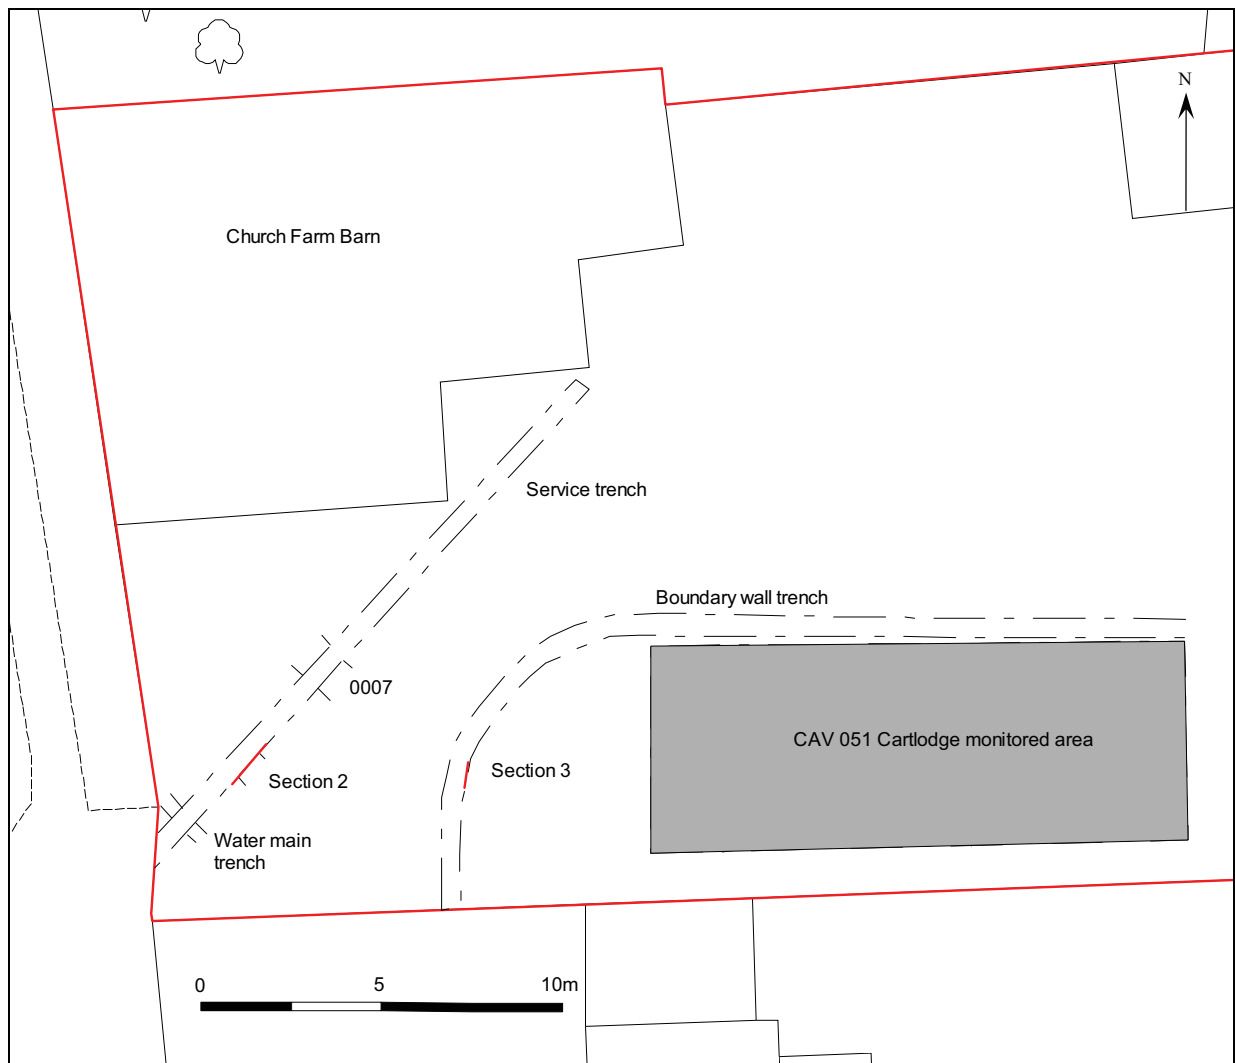 N
Church Farm Barn
Service trench
Boundary wall trench
0007
CAV 051 Cartlodge monitored area
Section 3
Section 2
Water main
trench
0 5 10m